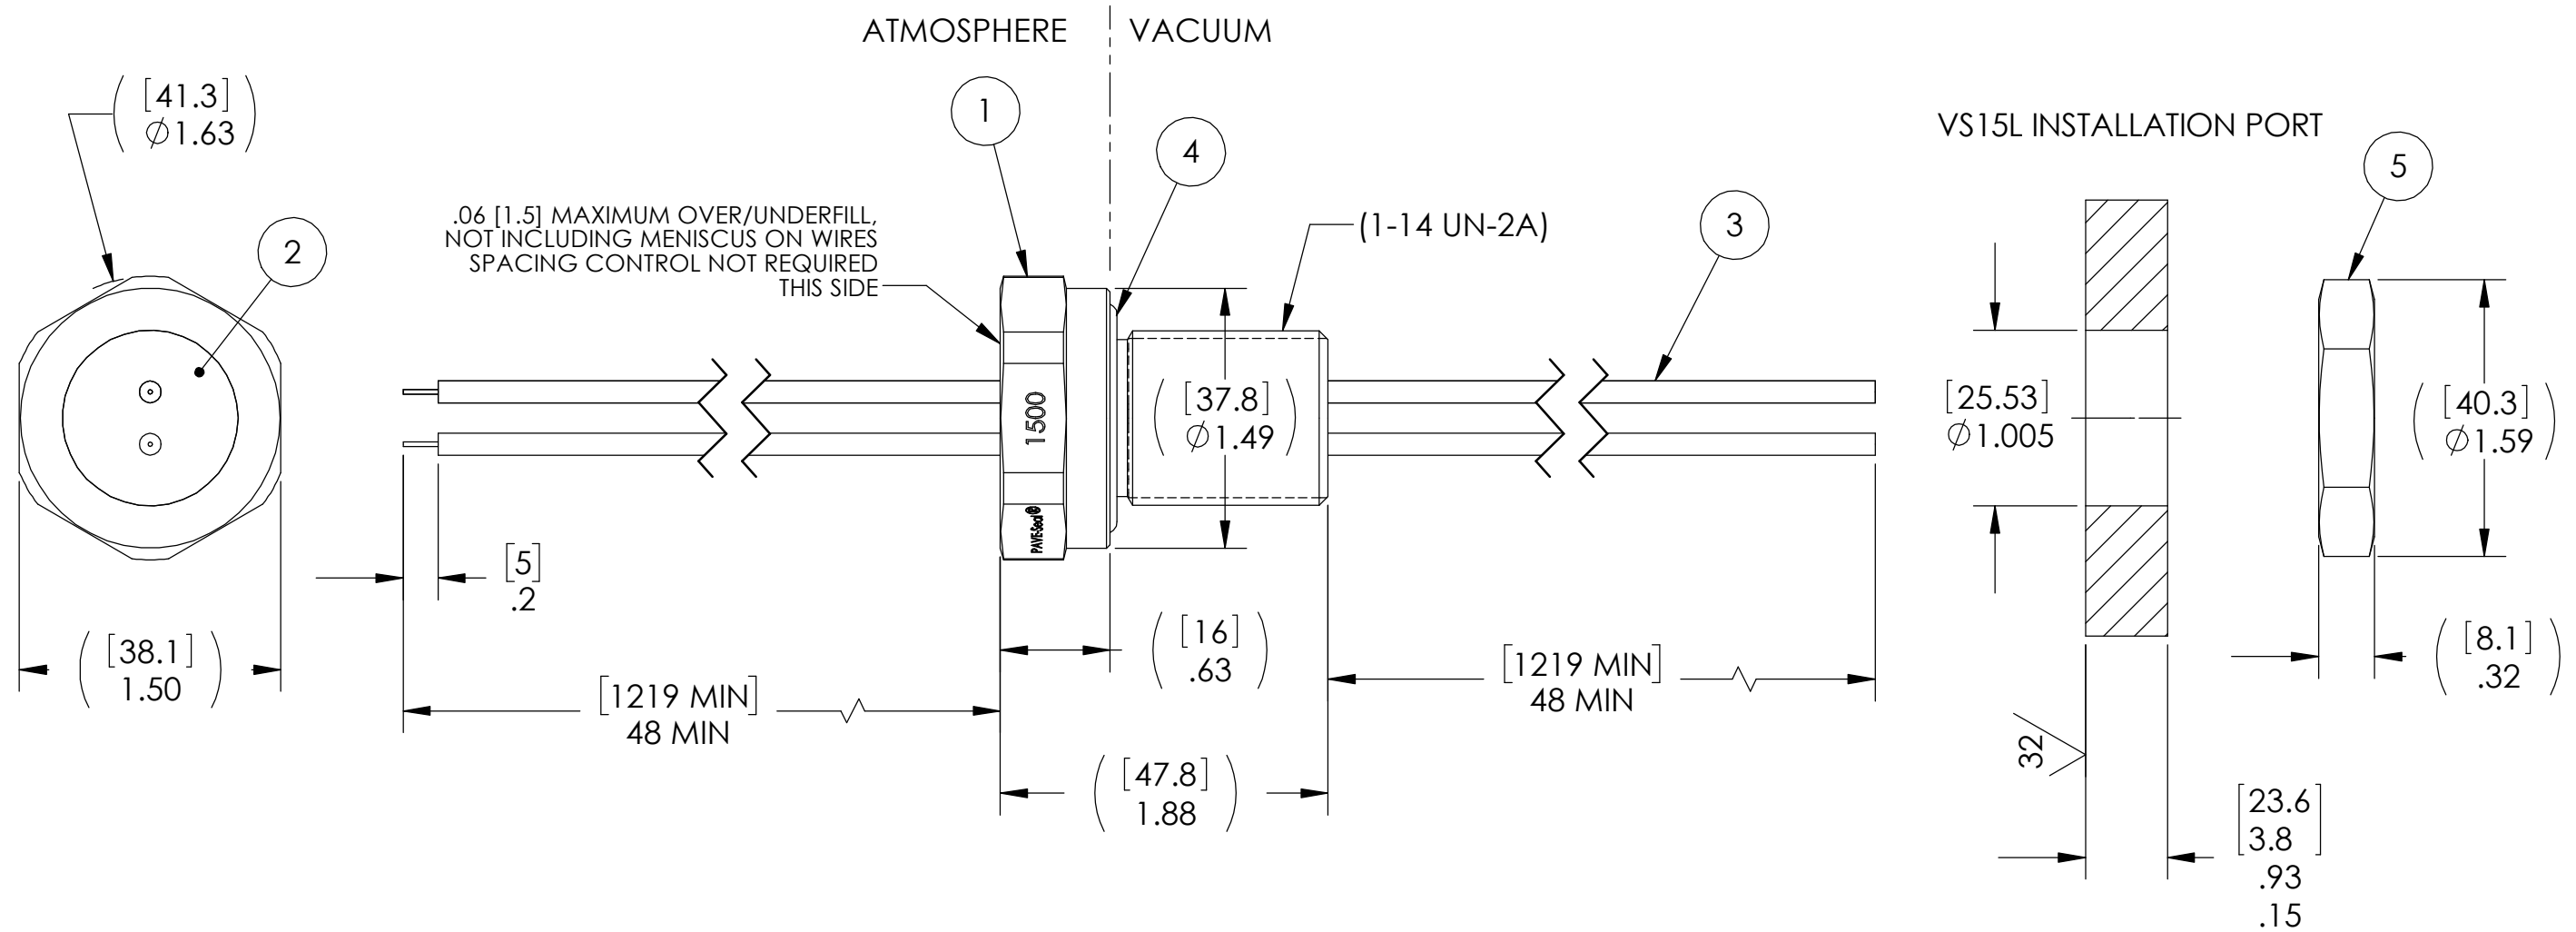 ATMOSPHERE
VACUUM
[41.3]
∅1.63
1
4
VS15L INSTALLATION PORT
5
2
.06 [1.5] MAXIMUM OVER/UNDERFILL,
NOT INCLUDING MENISCUS ON WIRES
SPACING CONTROL NOT REQUIRED
THIS SIDE
(1-14 UN-2A)
3
1500
PAVE-Seal®
[37.8]
∅1.49
[25.53]
∅1.005
[40.3]
∅1.59
[5]
.2
[38.1]
1.50
[1219 MIN]
48 MIN
[16]
.63
[1219 MIN]
48 MIN
[8.1]
.32
[47.8]
1.88
32
[23.6
3.8]
.93
.15